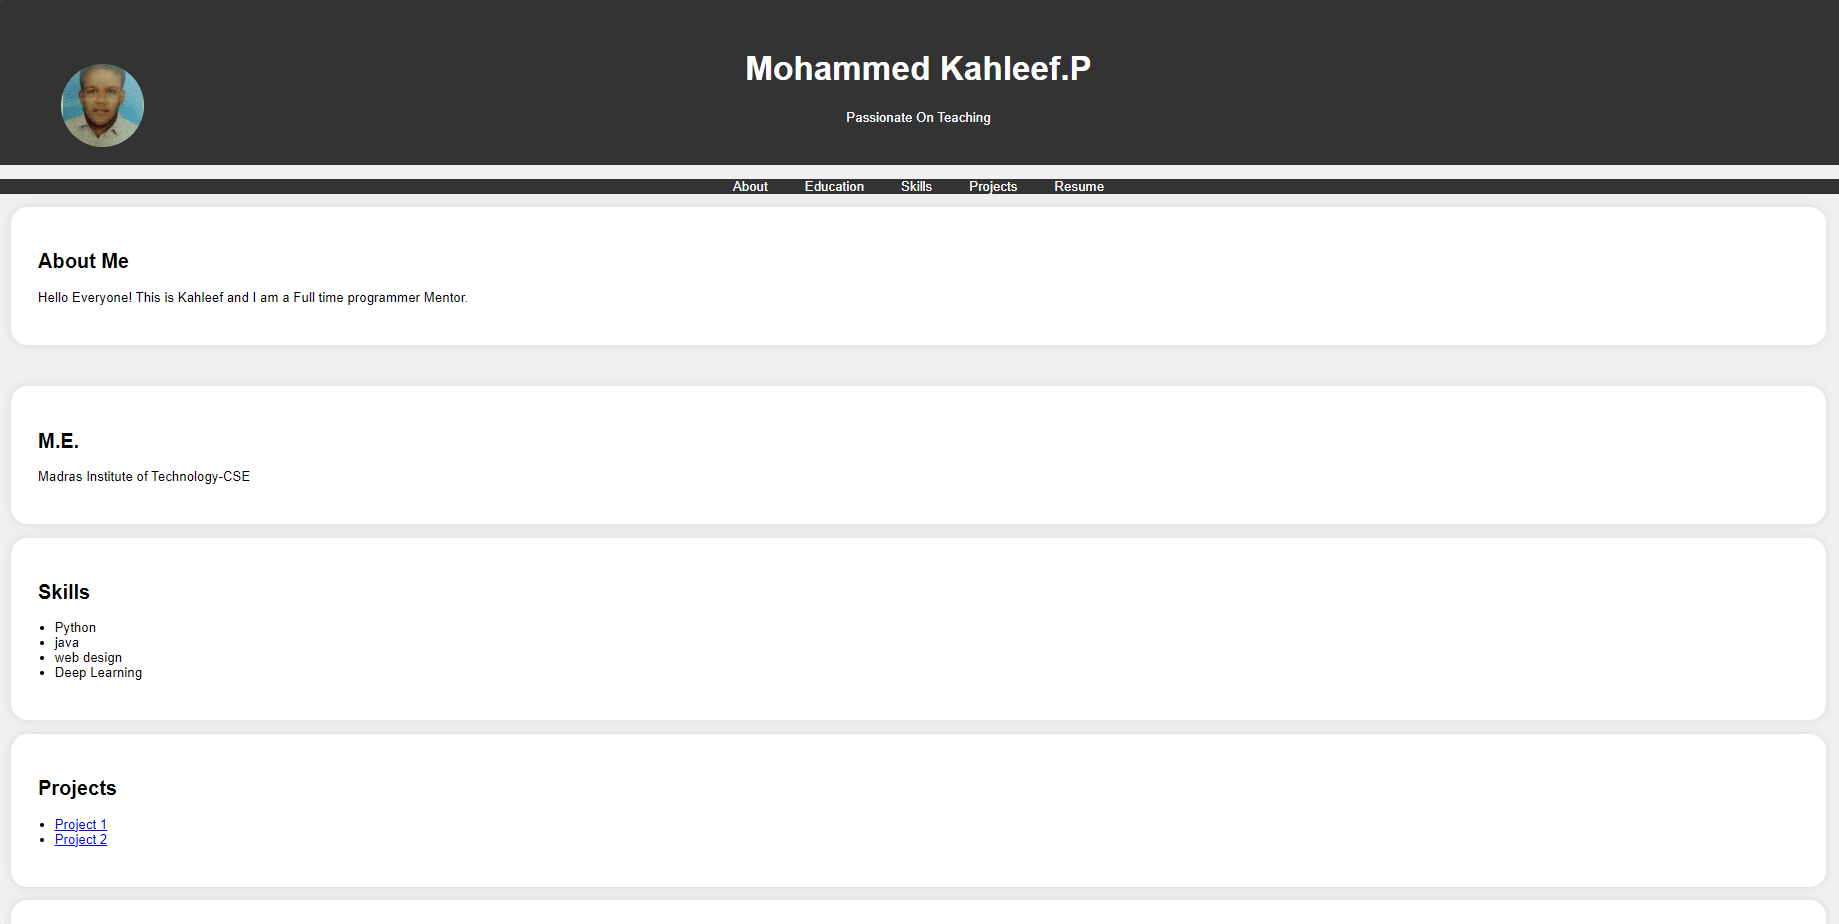 Mohammed Kahleef.P
Passionate On Teaching
About Education Skills Projects Resume
About Me
Hello Everyone! This is Kahleef and I am a Full time programmer Mentor.
M.E.
Madras Institute of Technology-CSE
Skills
Python
java
web design
Deep Learning
Projects
Project 1
Project 2